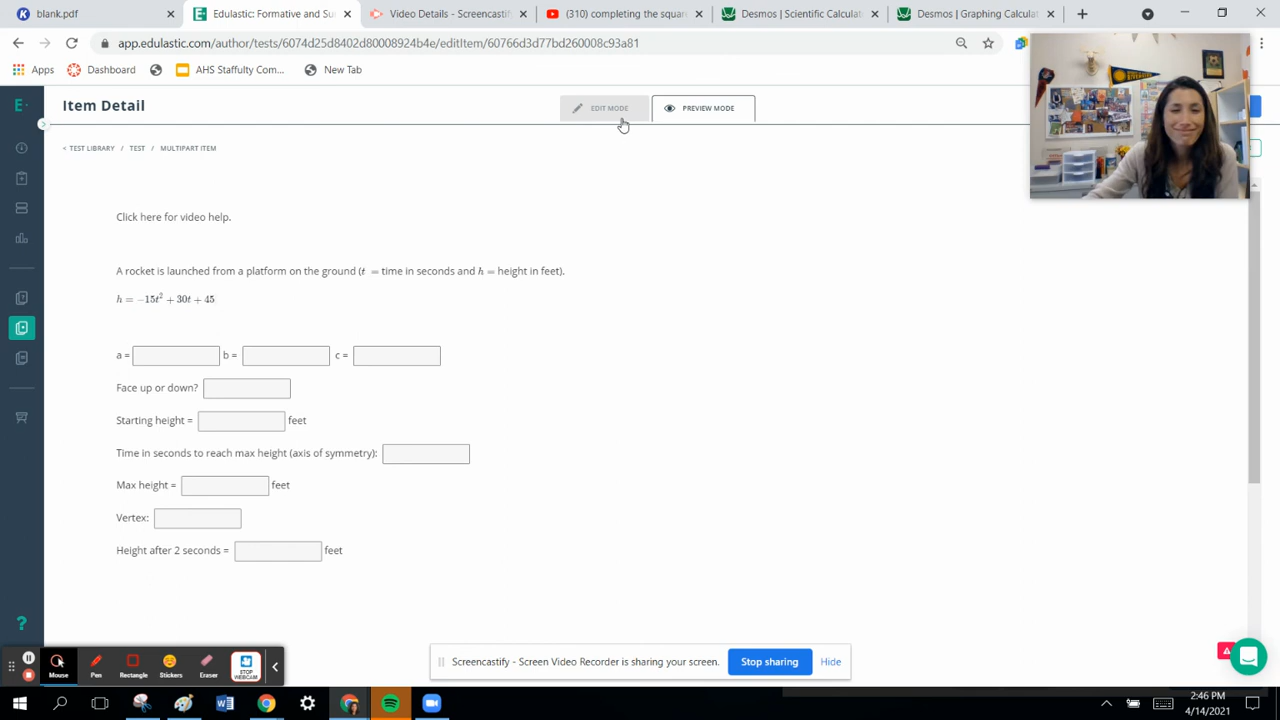 blank.pdf
Edulastic: Formative and Sum
Video Details - Screencastify
(310) completing the squar
Desmos | Scientific Calculat
Desmos | Graphing Calculat
app.edulastic.com/author/tests/6074d25d8402d80008924b4e/editItem/60766d3d77bd260008c93a81
Apps
Dashboard
AHS Staffulty Com...
New Tab
Item Detail
EDIT MODE
PREVIEW MODE
< TEST LIBRARY / TEST / MULTIPART ITEM
Click here for video help.
A rocket is launched from a platform on the ground (t = time in seconds and h = height in feet).
h = −15t² + 30t + 45
a = b = c =
Face up or down?
Starting height = feet
Time in seconds to reach max height (axis of symmetry):
Max height = feet
Vertex:
Height after 2 seconds = feet
Mouse
Pen
Rectangle
Stickers
Eraser
STOP WEBCAM
Screencastify - Screen Video Recorder is sharing your screen.
Stop sharing
Hide
2:46 PM
4/14/2021